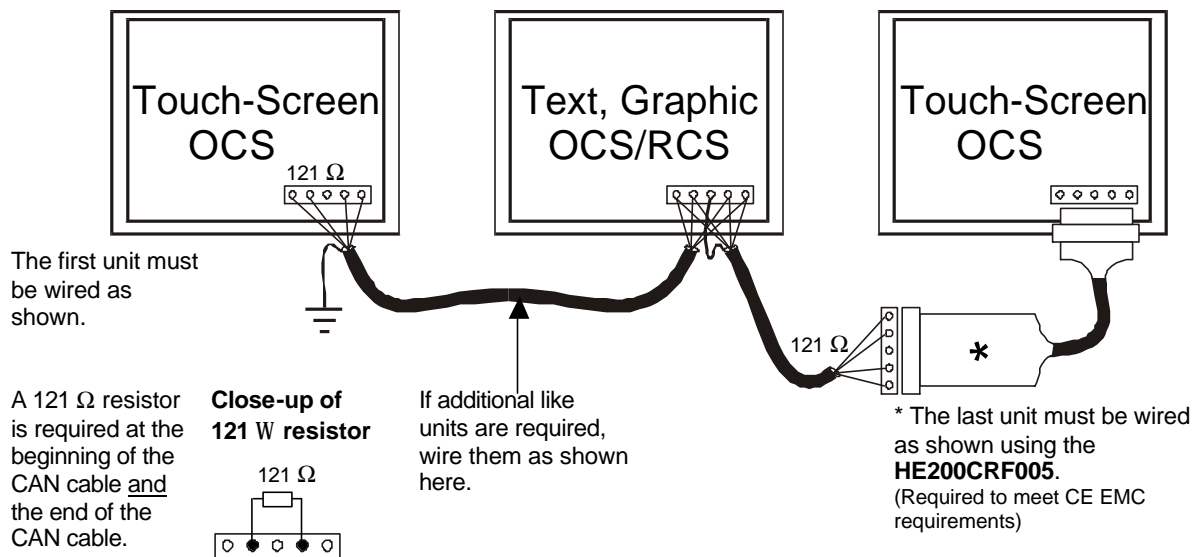 Touch-Screen
OCS
121 Ω
Text, Graphic
OCS/RCS
Touch-Screen
OCS
The first unit must
be wired as
shown.
121 Ω
*
A 121 Ω resistor
is required at the
beginning of the
CAN cable and
the end of the
CAN cable.
Close-up of
121 W resistor
121 Ω
If additional like
units are required,
wire them as shown
here.
* The last unit must be wired
as shown using the
HE200CRF005.
(Required to meet CE EMC
requirements)